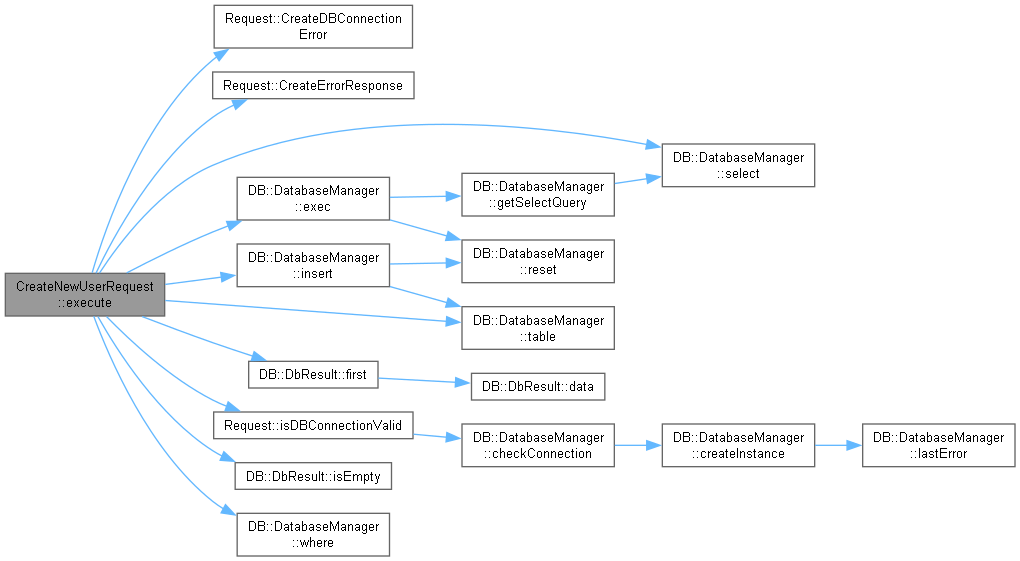 Request::CreateDBConnection
Error
Request::CreateErrorResponse
DB::DatabaseManager
::select
DB::DatabaseManager
::exec
DB::DatabaseManager
::getSelectQuery
DB::DatabaseManager
::insert
DB::DatabaseManager
::reset
CreateNewUserRequest
::execute
DB::DatabaseManager
::table
DB::DbResult::first
DB::DbResult::data
Request::isDBConnectionValid
DB::DatabaseManager
::checkConnection
DB::DatabaseManager
::createInstance
DB::DatabaseManager
::lastError
DB::DbResult::isEmpty
DB::DatabaseManager
::where